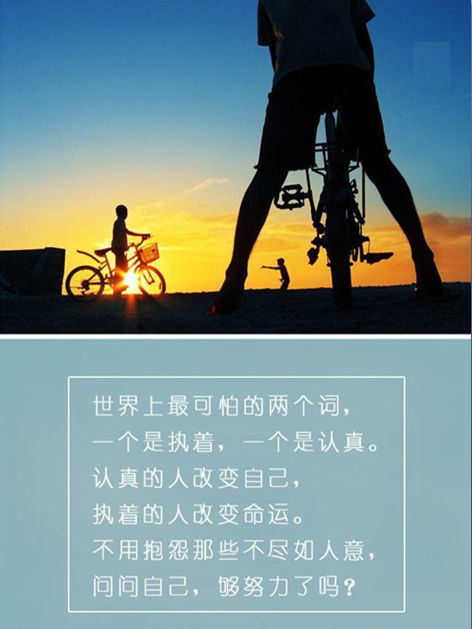 世界上最可怕的两个词，
一个是执着，一个是认真。
认真的人改变自己，
执着的人改变命运。
不用抱怨那些不尽如人意，
问问自己，够努力了吗？